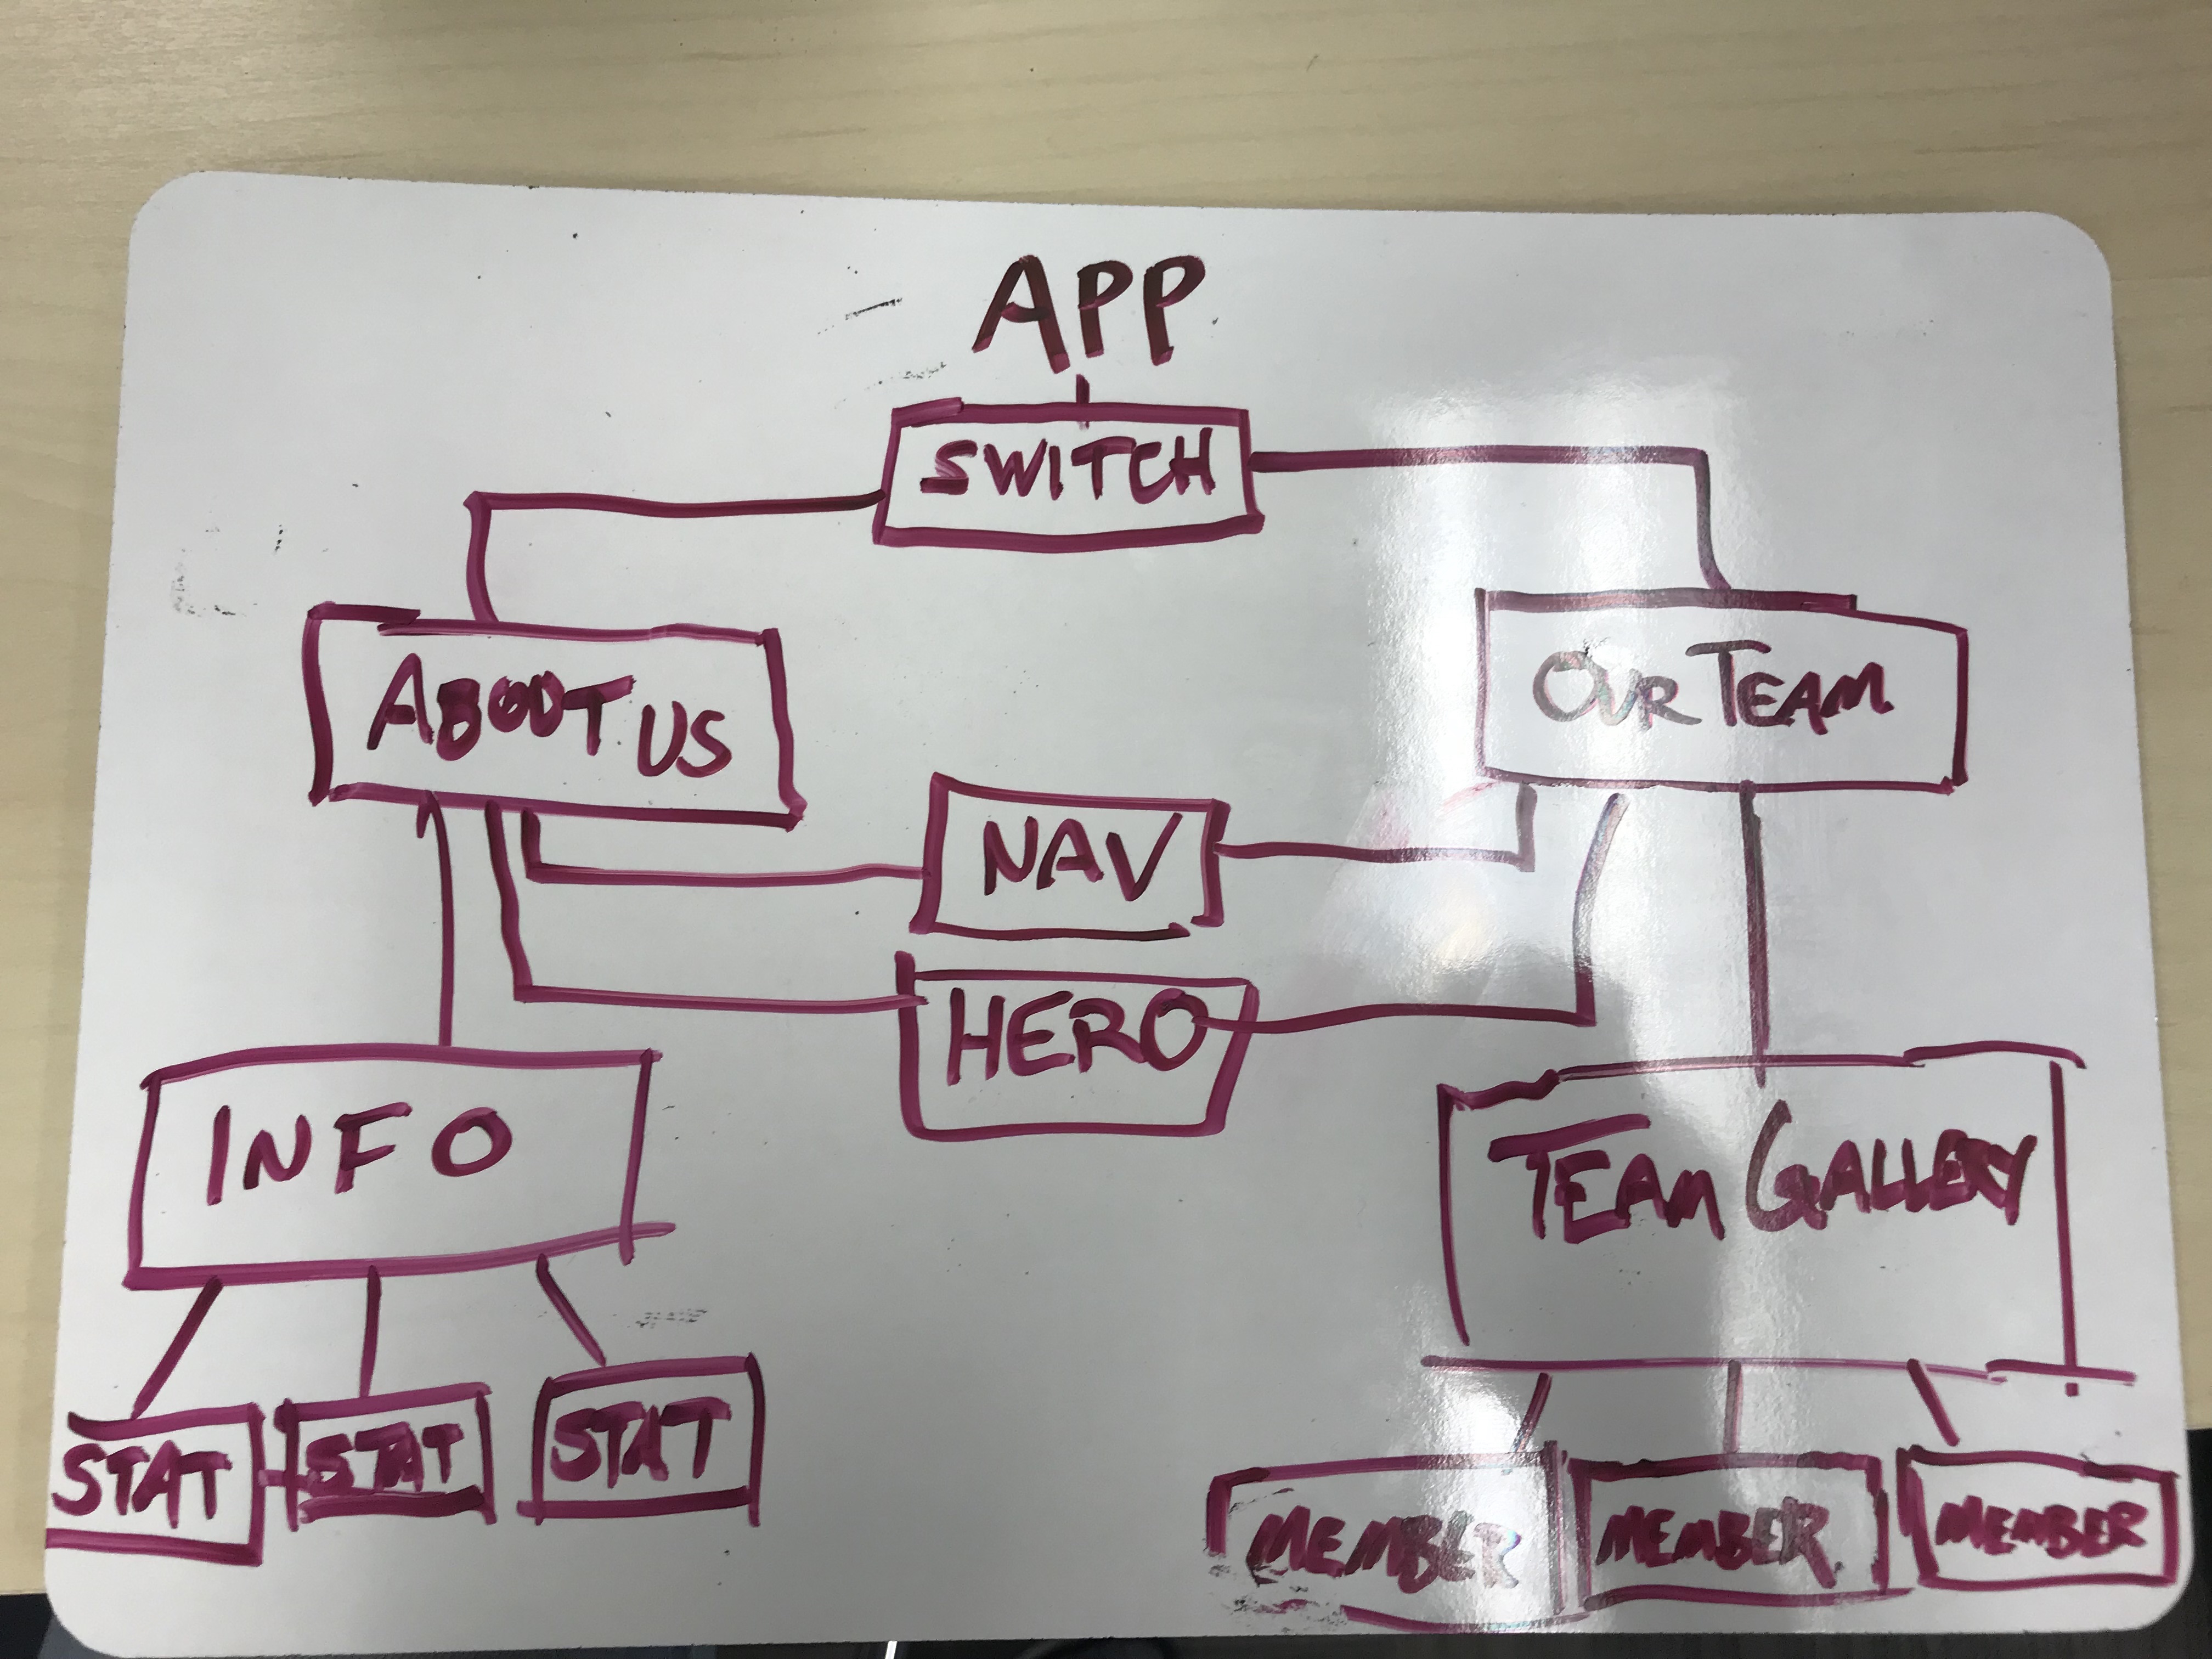 APP
SWITCH
ABOUT US
OUR TEAM
NAV
HERO
INFO
TEAM GALLERY
STAT
STAT
STAT
MEMBER
MEMBER
MEMBER